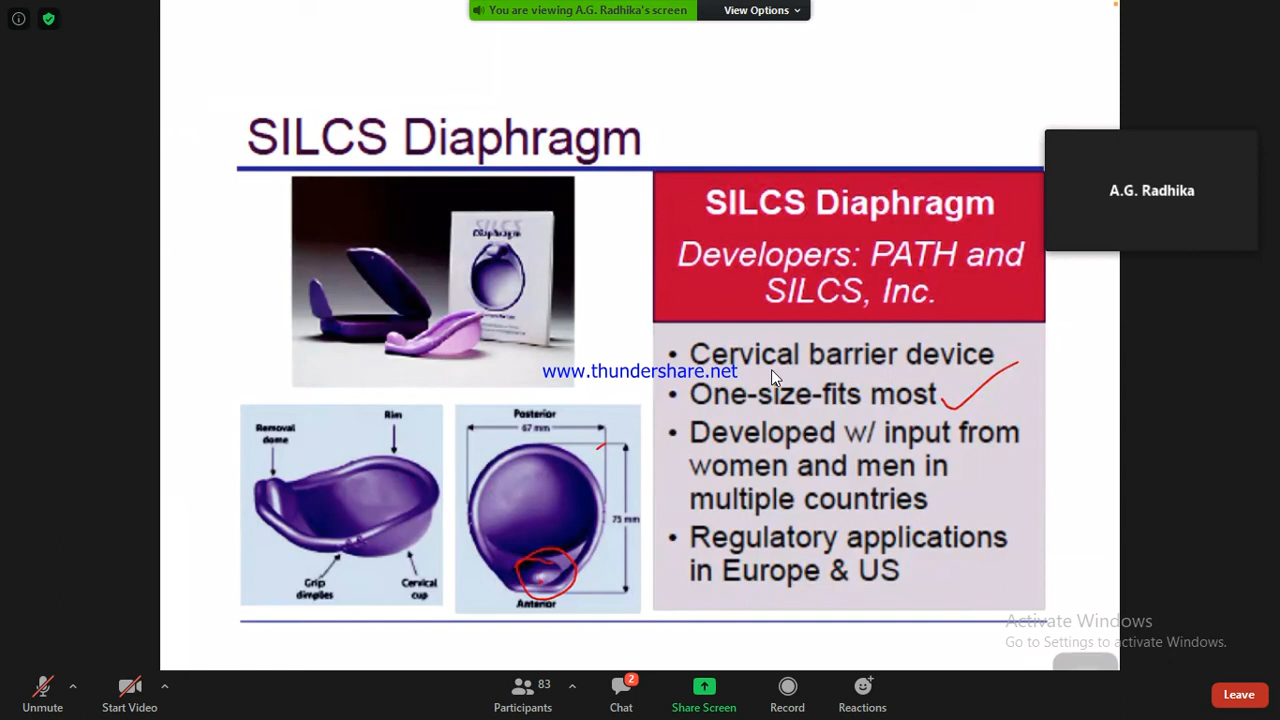 You are viewing A.G. Radhika's screen
View Options
SILCS Diaphragm
SILCS
Diaphragm
SILCS Diaphragm
Developers: PATH and
SILCS, Inc.
A.G. Radhika
• Cervical barrier device
www.thundershare.net
• One-size-fits most
• Developed w/ input from
women and men in
multiple countries
• Regulatory applications
in Europe & US
Removal
dome
Rim
Grip
dimples
Cervical
cup
Posterior
67 mm
75 mm
Anterior
Activate Windows
Go to Settings to activate Windows.
Unmute
Start Video
83
Participants
2
Chat
Share Screen
Record
Reactions
Leave